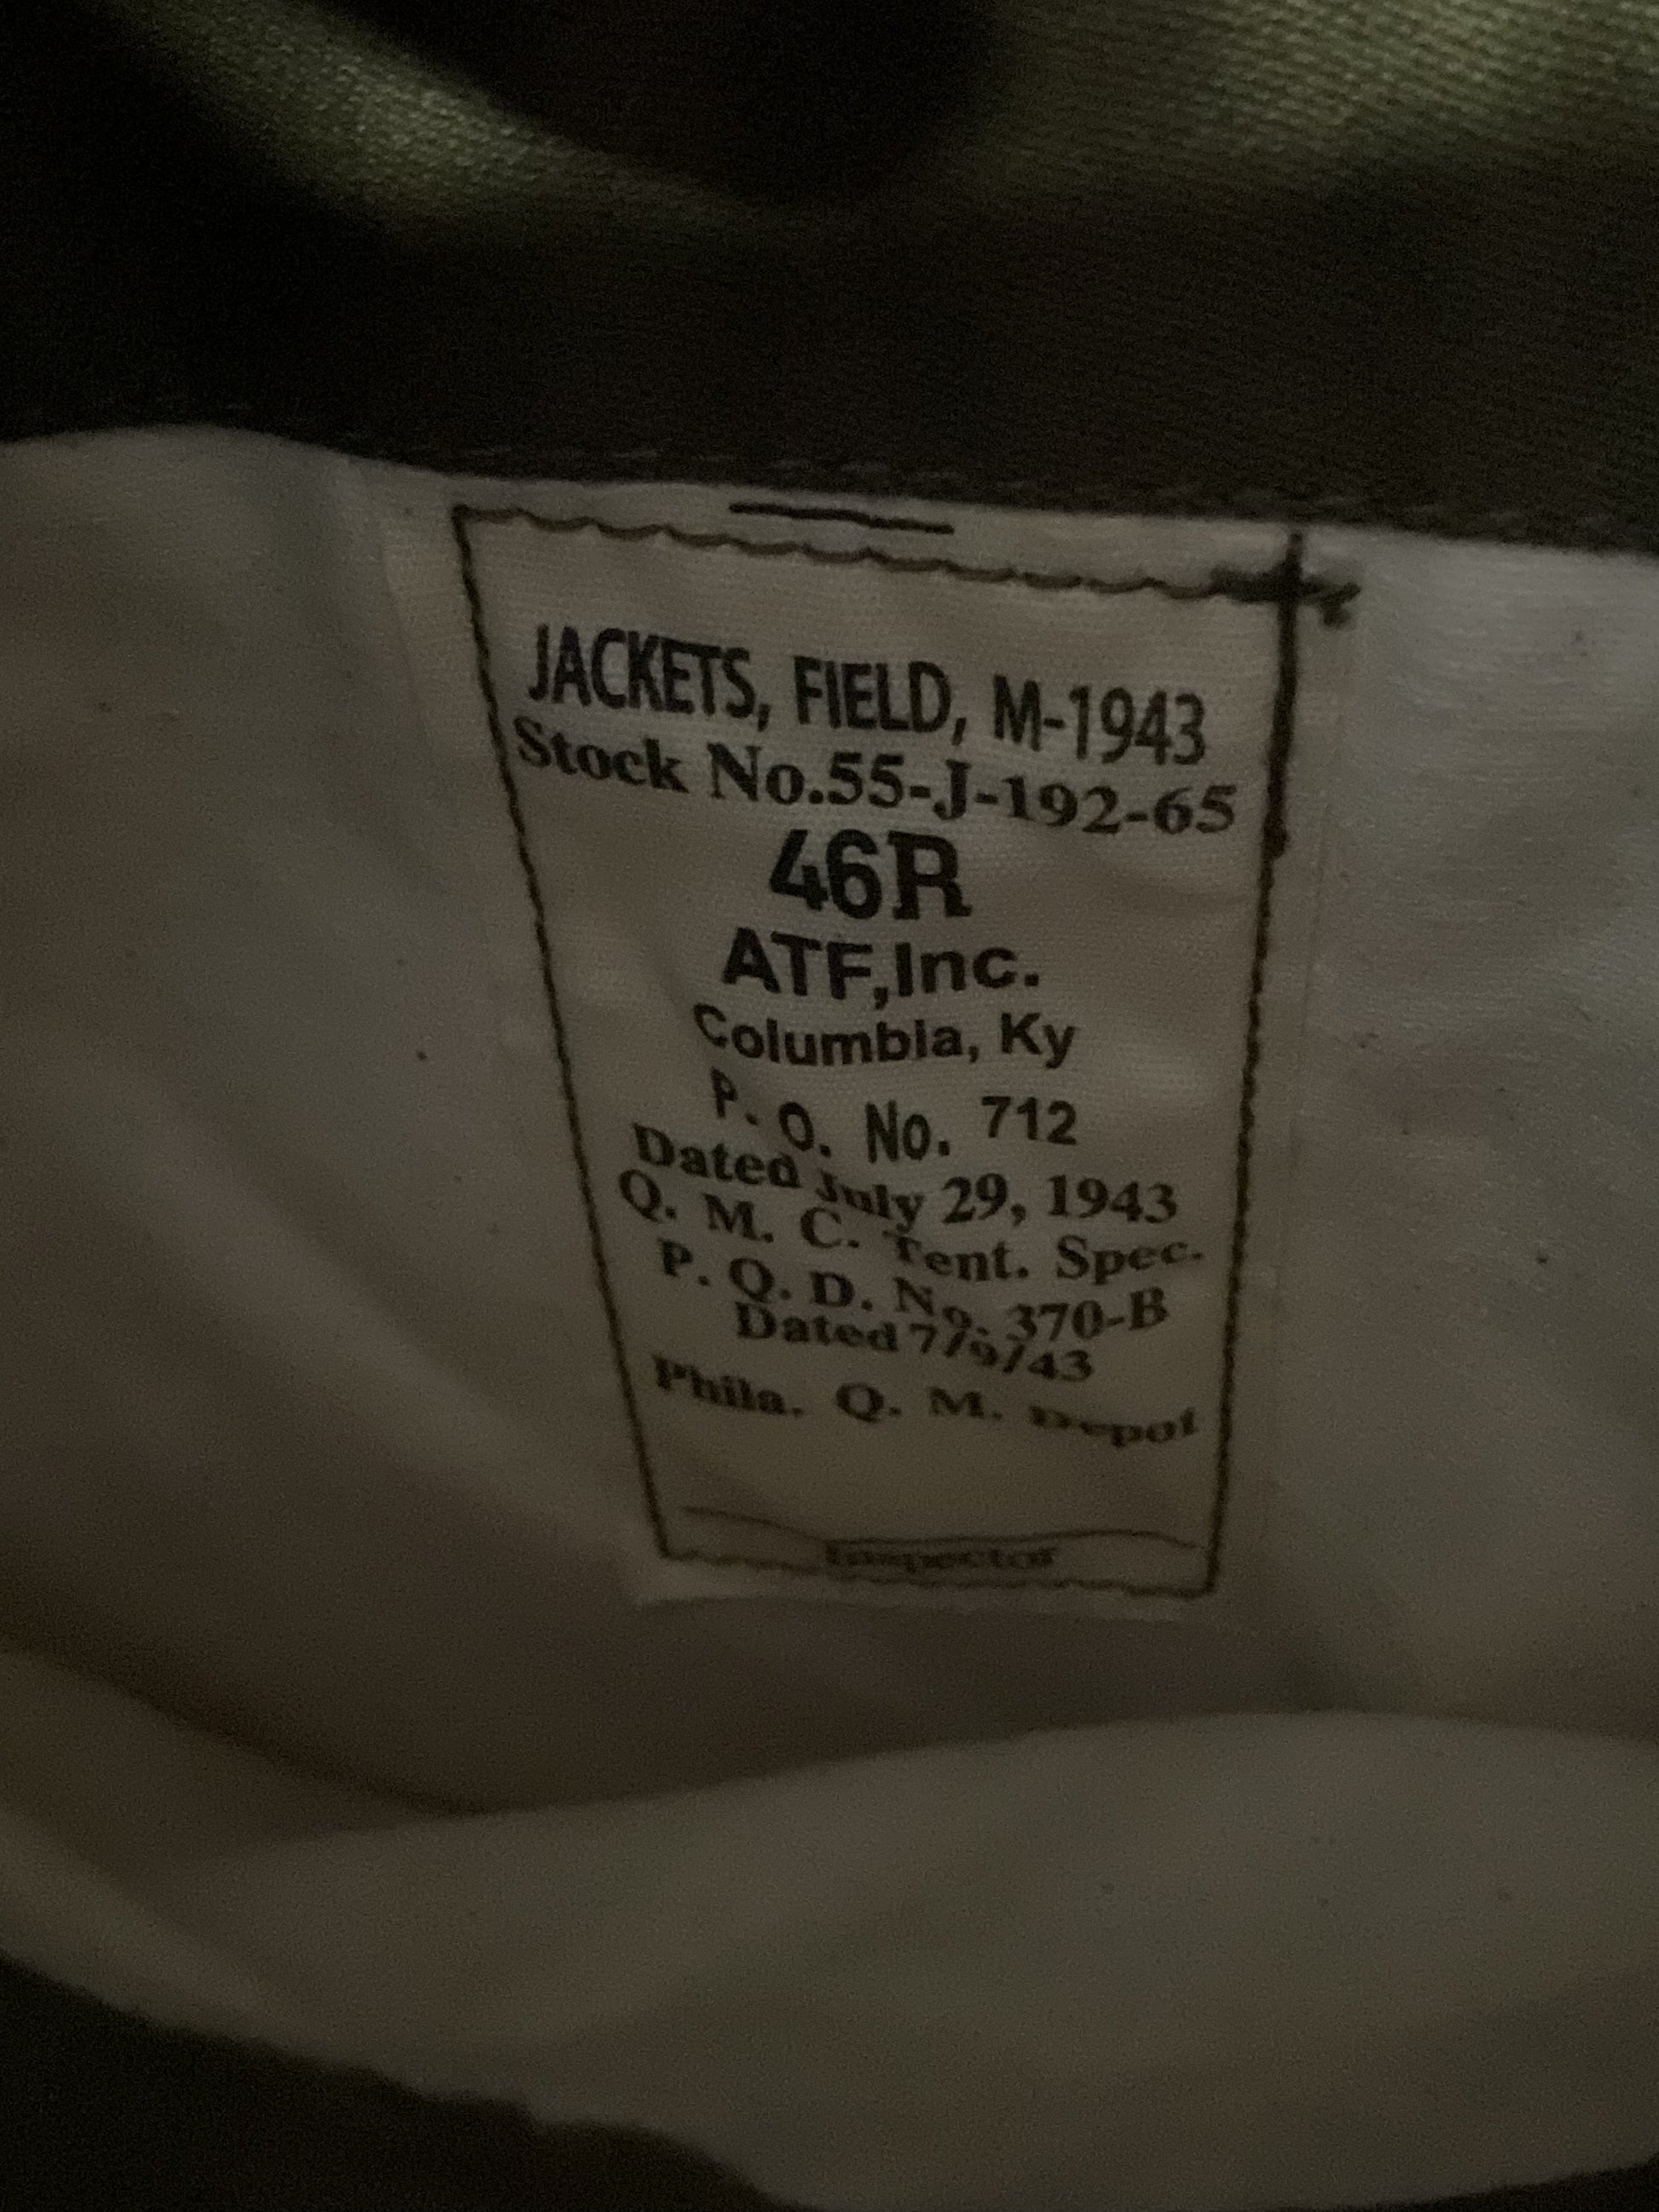 JACKETS, FIELD, M-1943
Stock No.55-J-192-65
46R
ATF,Inc.
Columbia, Ky
P. O. No. 712
Dated July 29, 1943
Q. M. C. Tent. Spec.
P. Q. D. No. 370-B
Dated 7/9/43
Phila. Q. M. Depot
Inspector